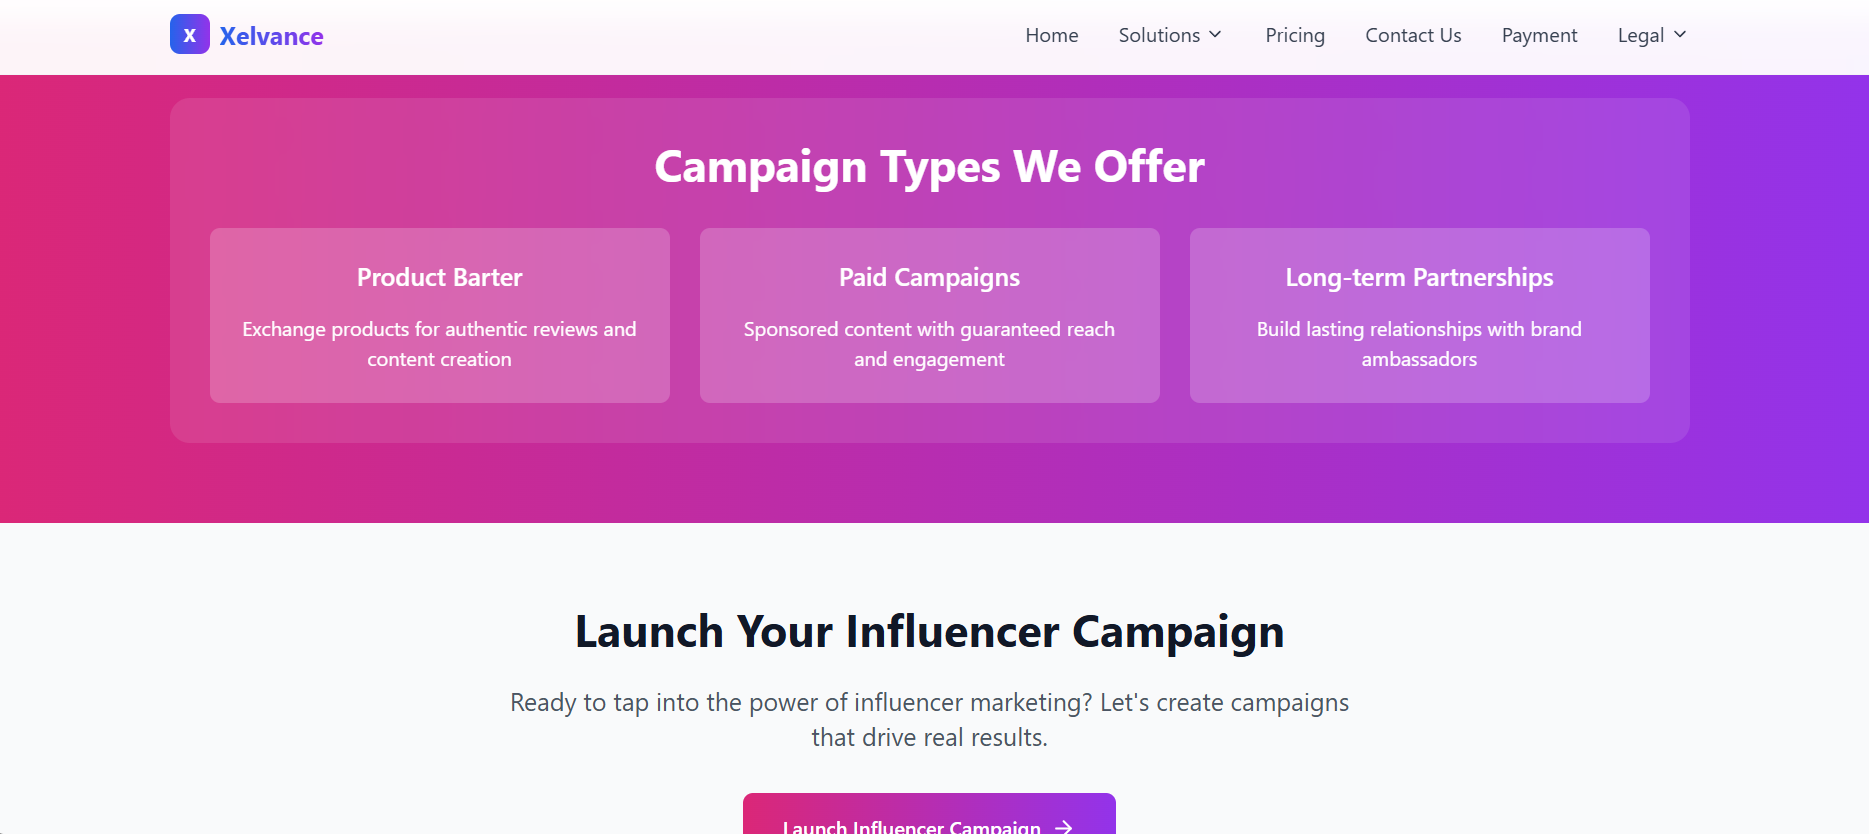 X Xelvance
Home Solutions Pricing Contact Us Payment Legal
Campaign Types We Offer
Product Barter
Exchange products for authentic reviews and
content creation
Paid Campaigns
Sponsored content with guaranteed reach
and engagement
Long-term Partnerships
Build lasting relationships with brand
ambassadors
Launch Your Influencer Campaign
Ready to tap into the power of influencer marketing? Let's create campaigns
that drive real results.
Launch Influencer Campaign